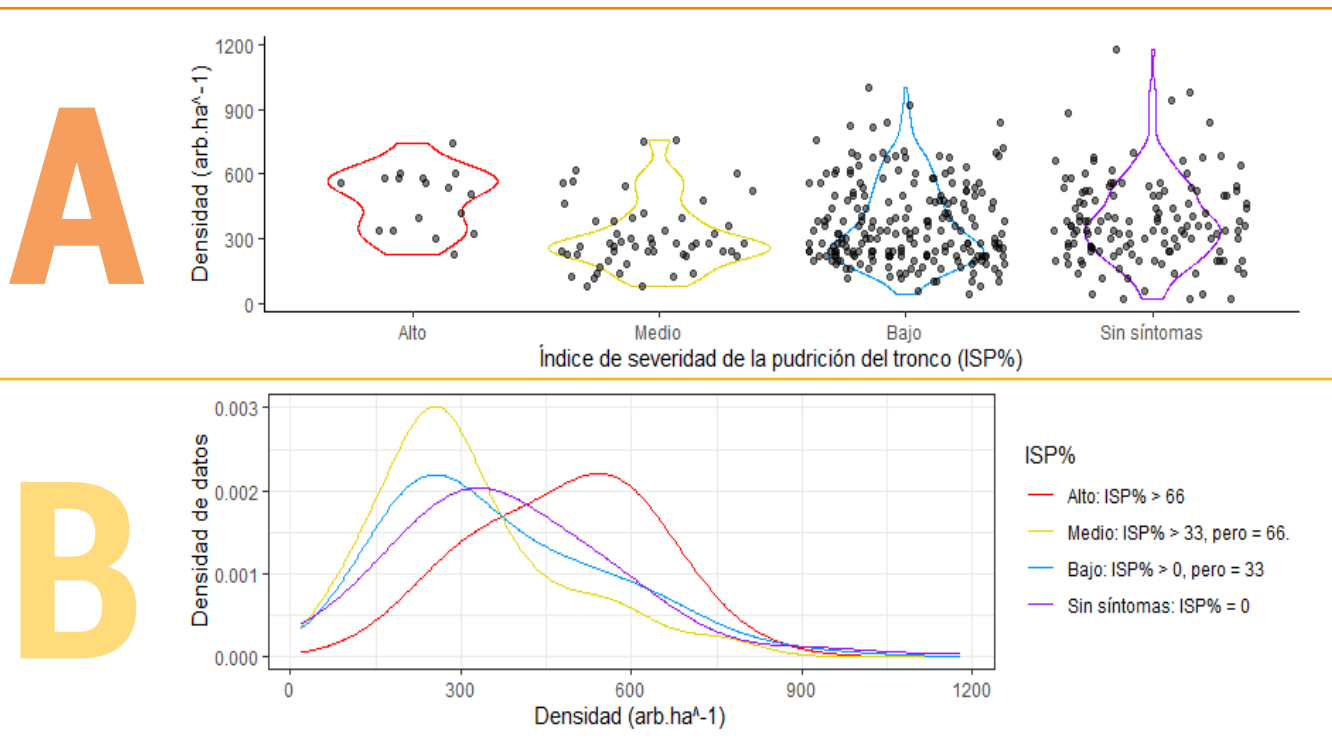 A
Densidad (arb.ha^-1)
1200
900
600
300
0
Alto
Medio
Bajo
Sin síntomas
Índice de severidad de la pudrición del tronco (ISP%)
B
Densidad de datos
0.003
0.002
0.001
0.000
0
300
600
900
1200
Densidad (arb.ha^-1)
ISP%
Alto: ISP% > 66
Medio: ISP% > 33, pero = 66.
Bajo: ISP% > 0, pero = 33
Sin síntomas: ISP% = 0